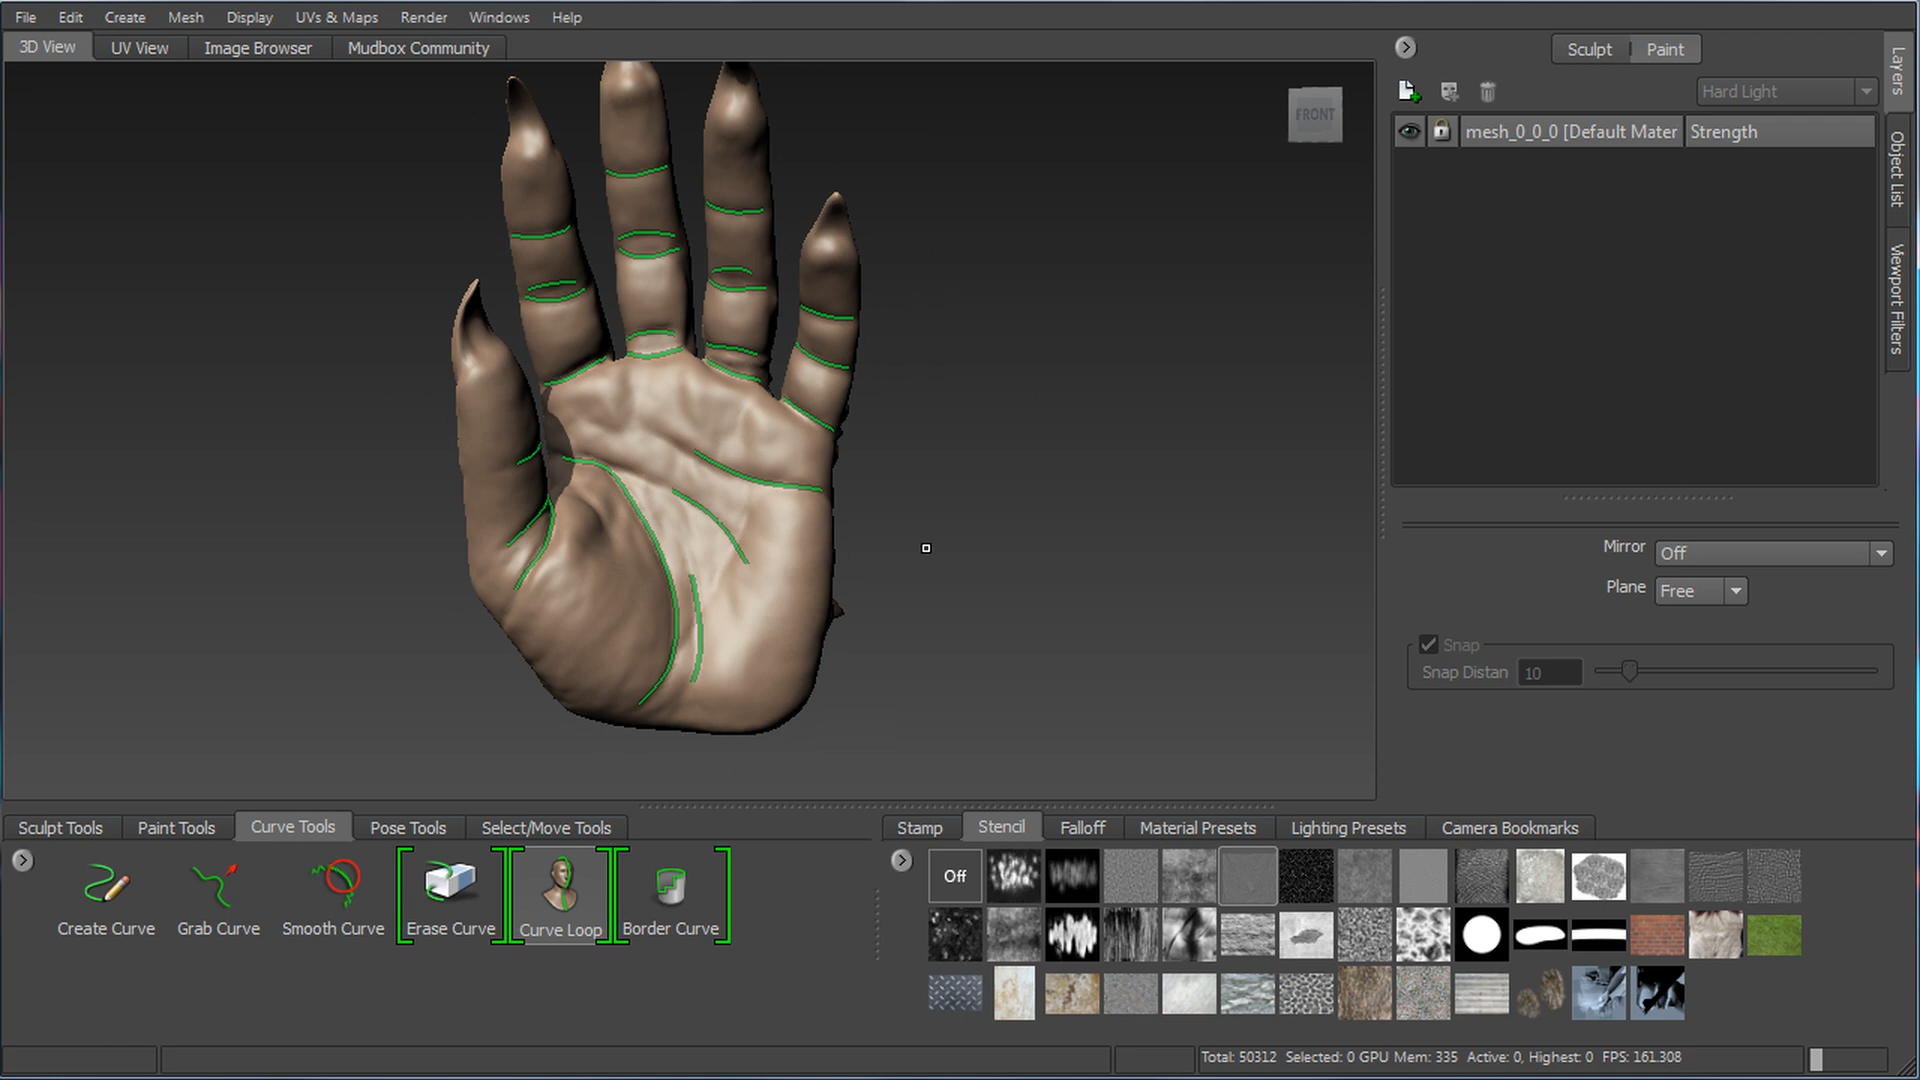 File Edit Create Mesh Display UVs & Maps Render Windows Help
3D View UV View Image Browser Mudbox Community
Sculpt Paint
Hard Light
Layers
Object List
Viewport Filters
FRONT
mesh_0_0_0 [Default Mater Strength
Mirror Off
Plane Free
Snap
Snap Distan 10
Sculpt Tools Paint Tools Curve Tools Pose Tools Select/Move Tools
Create Curve Grab Curve Smooth Curve Erase Curve Curve Loop Border Curve
Stamp Stencil Falloff Material Presets Lighting Presets Camera Bookmarks
Off
Total: 50312 Selected: 0 GPU Mem: 335 Active: 0, Highest: 0 FPS: 161.308